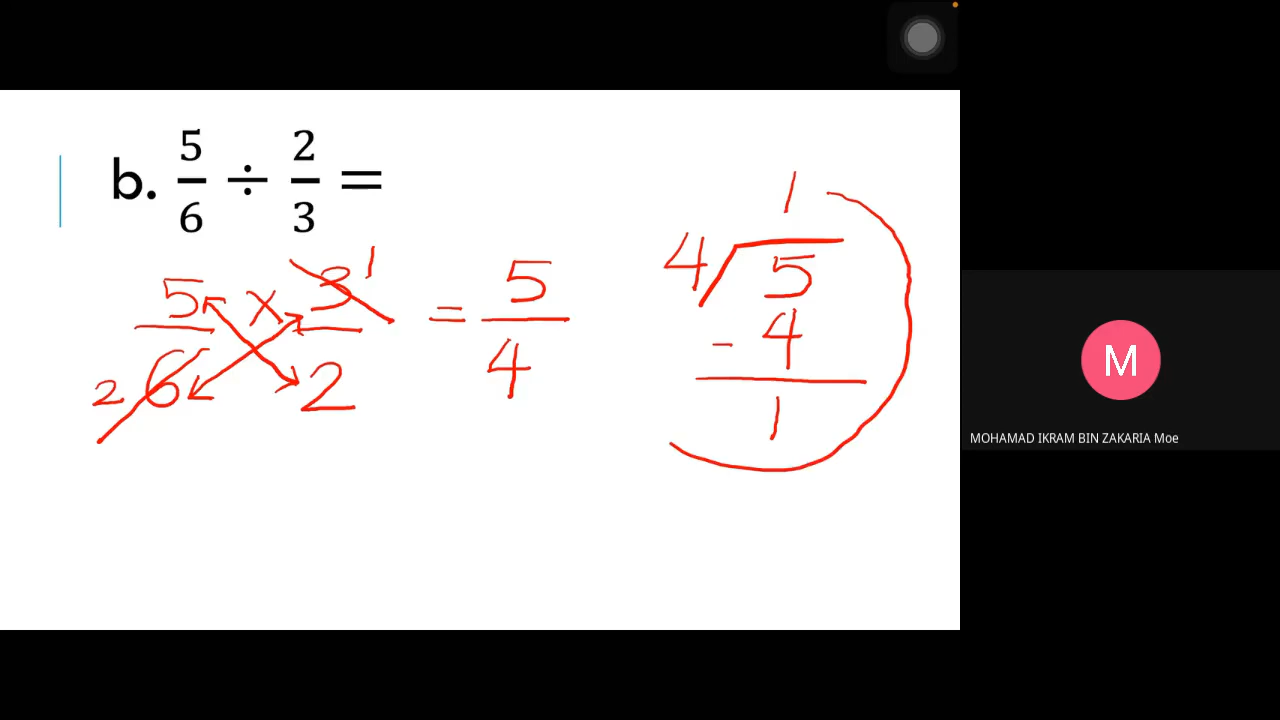 b. 5/6 ÷ 2/3 =
5/6 x 3/2 = 5/4
2 1
1
4 5
- 4
1
M
MOHAMAD IKRAM BIN ZAKARIA Moe